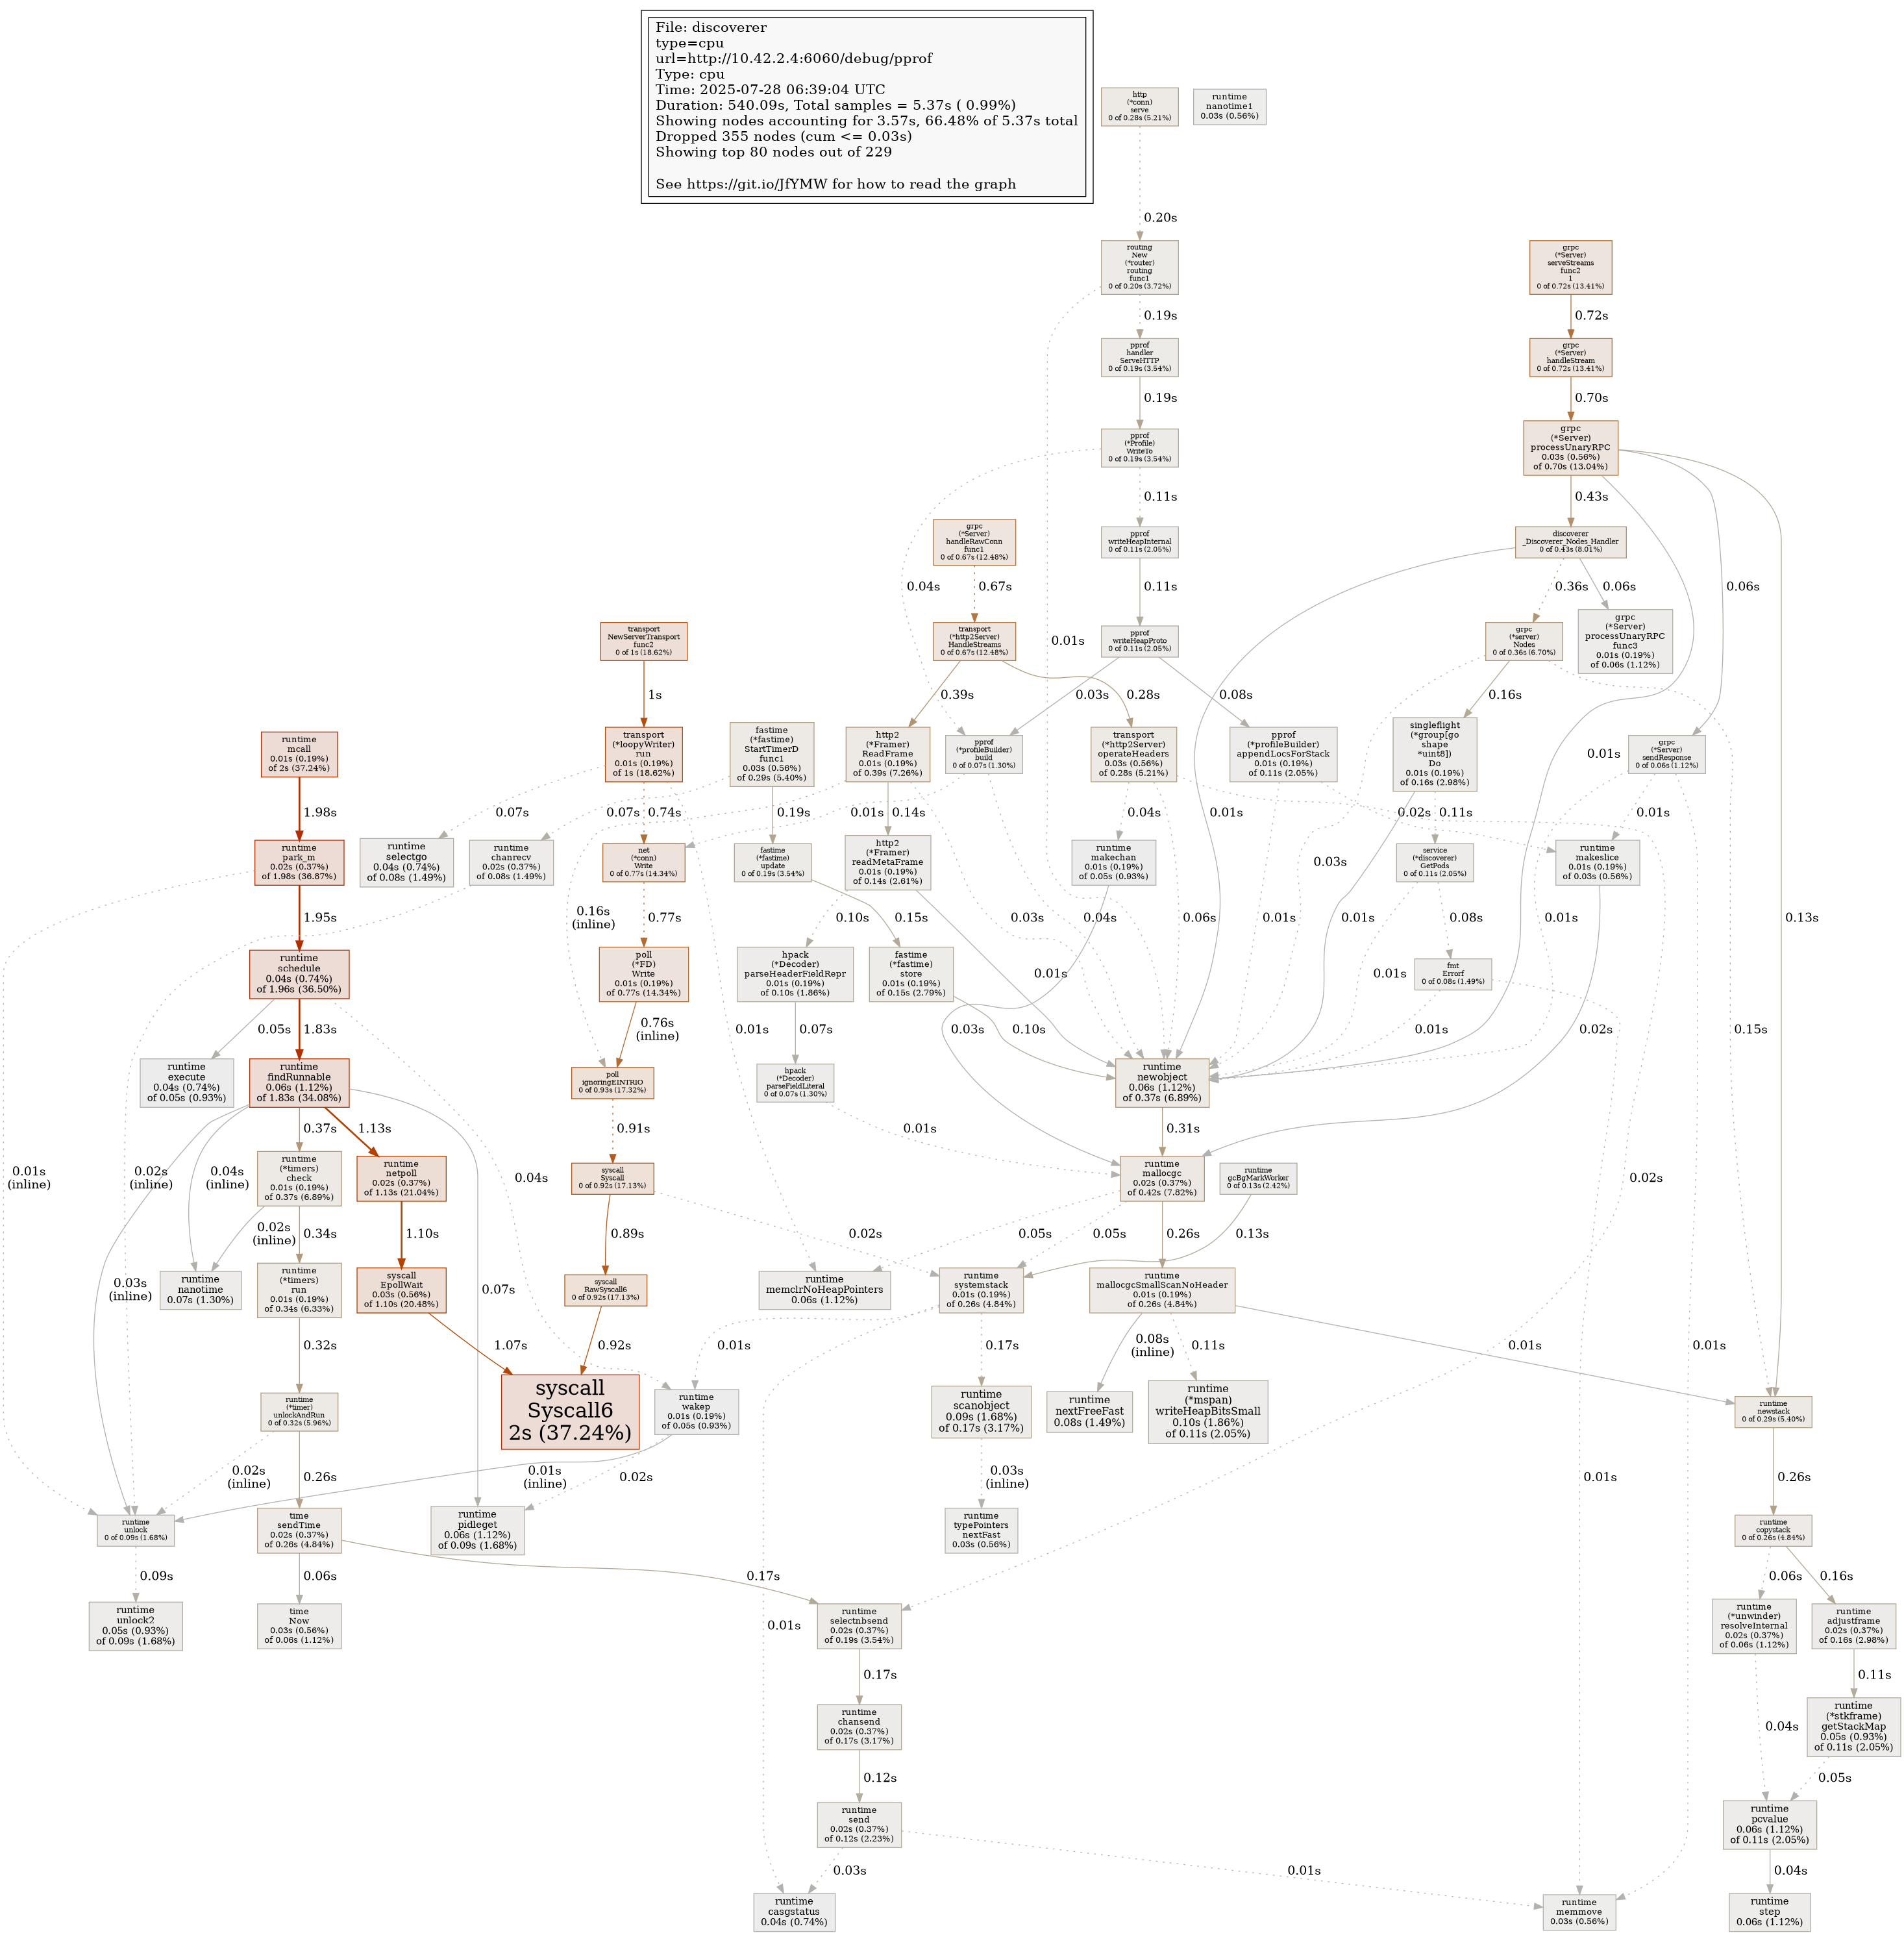 File: discoverer
type=cpu
url=http://10.42.2.4:6060/debug/pprof
Type: cpu
Time: 2025-07-28 06:39:04 UTC
Duration: 540.09s, Total samples = 5.37s ( 0.99%)
Showing nodes accounting for 3.57s, 66.48% of 5.37s total
Dropped 355 nodes (cum <= 0.03s)
Showing top 80 nodes out of 229
See https://git.io/JfYMW for how to read the graph
http
(*conn)
serve
0 of 0.28s (5.21%)
runtime
nanotime1
0.03s (0.56%)
0.20s
routing
New
(*router)
routing
func1
0 of 0.20s (3.72%)
grpc
(*Server)
serveStreams
func2
1
0 of 0.72s (13.41%)
0.19s
0.72s
pprof
handler
ServeHTTP
0 of 0.19s (3.54%)
grpc
(*Server)
handleStream
0 of 0.72s (13.41%)
0.19s
0.70s
pprof
(*Profile)
WriteTo
0 of 0.19s (3.54%)
grpc
(*Server)
processUnaryRPC
0.03s (0.56%)
of 0.70s (13.04%)
0.11s
0.43s
grpc
(*Server)
handleRawConn
func1
0 of 0.67s (12.48%)
pprof
writeHeapInternal
0 of 0.11s (2.05%)
discoverer
_Discoverer_Nodes_Handler
0 of 0.43s (8.01%)
0.04s
0.67s
0.11s
0.36s
0.06s
0.06s
transport
NewServerTransport
func2
0 of 1s (18.62%)
transport
(*http2Server)
HandleStreams
0 of 0.67s (12.48%)
pprof
writeHeapProto
0 of 0.11s (2.05%)
0.01s
grpc
(*server)
Nodes
0 of 0.36s (6.70%)
grpc
(*Server)
processUnaryRPC
func3
0.01s (0.19%)
of 0.06s (1.12%)
1s
0.39s
0.03s
0.28s
0.08s
0.16s
runtime
mcall
0.01s (0.19%)
of 2s (37.24%)
transport
(*loopyWriter)
run
0.01s (0.19%)
of 1s (18.62%)
fastime
(*fastime)
StartTimerD
func1
0.03s (0.56%)
of 0.29s (5.40%)
http2
(*Framer)
ReadFrame
0.01s (0.19%)
of 0.39s (7.26%)
pprof
(*profileBuilder)
build
0 of 0.07s (1.30%)
transport
(*http2Server)
operateHeaders
0.03s (0.56%)
of 0.28s (5.21%)
pprof
(*profileBuilder)
appendLocsForStack
0.01s (0.19%)
of 0.11s (2.05%)
singleflight
(*group[go
shape
*uint8])
Do
0.01s (0.19%)
of 0.16s (2.98%)
grpc
(*Server)
sendResponse
0 of 0.06s (1.12%)
0.01s
1.98s
0.07s
0.74s
0.07s
0.19s
0.01s
0.14s
0.04s
0.02s
0.11s
0.01s
runtime
park_m
0.02s (0.37%)
of 1.98s (36.87%)
runtime
selectgo
0.04s (0.74%)
of 0.08s (1.49%)
runtime
chanrecv
0.02s (0.37%)
of 0.08s (1.49%)
net
(*conn)
Write
0 of 0.77s (14.34%)
fastime
(*fastime)
update
0 of 0.19s (3.54%)
http2
(*Framer)
readMetaFrame
0.01s (0.19%)
of 0.14s (2.61%)
runtime
makechan
0.01s (0.19%)
of 0.05s (0.93%)
0.03s
service
(*discoverer)
GetPods
0 of 0.11s (2.05%)
runtime
makeslice
0.01s (0.19%)
of 0.03s (0.56%)
1.95s
0.16s
(inline)
0.77s
0.10s
0.15s
0.03s
0.04s
0.06s
0.01s
0.01s
0.08s
0.01s
0.13s
runtime
schedule
0.04s (0.74%)
of 1.96s (36.50%)
poll
(*FD)
Write
0.01s (0.19%)
of 0.77s (14.34%)
hpack
(*Decoder)
parseHeaderFieldRepr
0.01s (0.19%)
of 0.10s (1.86%)
fastime
(*fastime)
store
0.01s (0.19%)
of 0.15s (2.79%)
0.01s
0.01s
fmt
Errorf
0 of 0.08s (1.49%)
0.05s
1.83s
0.76s
(inline)
0.01s
0.07s
0.03s
0.10s
0.01s
0.02s
0.15s
runtime
execute
0.04s (0.74%)
of 0.05s (0.93%)
runtime
findRunnable
0.06s (1.12%)
of 1.83s (34.08%)
poll
ignoringEINTRIO
0 of 0.93s (17.32%)
hpack
(*Decoder)
parseFieldLiteral
0 of 0.07s (1.30%)
runtime
newobject
0.06s (1.12%)
of 0.37s (6.89%)
0.37s
1.13s
0.91s
0.01s
0.31s
0.01s
(inline)
0.02s
(inline)
0.04s
(inline)
runtime
(*timers)
check
0.01s (0.19%)
of 0.37s (6.89%)
runtime
netpoll
0.02s (0.37%)
of 1.13s (21.04%)
0.04s
syscall
Syscall
0 of 0.92s (17.13%)
runtime
mallocgc
0.02s (0.37%)
of 0.42s (7.82%)
runtime
gcBgMarkWorker
0 of 0.13s (2.42%)
0.02s
0.02s
(inline)
0.34s
1.10s
0.89s
0.02s
0.05s
0.05s
0.26s
0.13s
0.03s
(inline)
runtime
nanotime
0.07s (1.30%)
runtime
(*timers)
run
0.01s (0.19%)
of 0.34s (6.33%)
0.07s
syscall
EpollWait
0.03s (0.56%)
of 1.10s (20.48%)
syscall
RawSyscall6
0 of 0.92s (17.13%)
runtime
memclrNoHeapPointers
0.06s (1.12%)
runtime
systemstack
0.01s (0.19%)
of 0.26s (4.84%)
runtime
mallocgcSmallScanNoHeader
0.01s (0.19%)
of 0.26s (4.84%)
0.32s
1.07s
0.92s
0.01s
0.17s
0.08s
(inline)
0.11s
0.01s
0.01s
0.01s
runtime
(*timer)
unlockAndRun
0 of 0.32s (5.96%)
syscall
Syscall6
2s (37.24%)
runtime
wakep
0.01s (0.19%)
of 0.05s (0.93%)
runtime
scanobject
0.09s (1.68%)
of 0.17s (3.17%)
runtime
nextFreeFast
0.08s (1.49%)
runtime
(*mspan)
writeHeapBitsSmall
0.10s (1.86%)
of 0.11s (2.05%)
runtime
newstack
0 of 0.29s (5.40%)
0.02s
(inline)
0.26s
0.01s
(inline)
0.02s
0.03s
(inline)
0.01s
0.26s
runtime
unlock
0 of 0.09s (1.68%)
time
sendTime
0.02s (0.37%)
of 0.26s (4.84%)
runtime
pidleget
0.06s (1.12%)
of 0.09s (1.68%)
runtime
typePointers
nextFast
0.03s (0.56%)
runtime
copystack
0 of 0.26s (4.84%)
0.09s
0.06s
0.17s
0.06s
0.16s
runtime
unlock2
0.05s (0.93%)
of 0.09s (1.68%)
time
Now
0.03s (0.56%)
of 0.06s (1.12%)
0.01s
runtime
selectnbsend
0.02s (0.37%)
of 0.19s (3.54%)
runtime
(*unwinder)
resolveInternal
0.02s (0.37%)
of 0.06s (1.12%)
runtime
adjustframe
0.02s (0.37%)
of 0.16s (2.98%)
0.17s
0.11s
runtime
chansend
0.02s (0.37%)
of 0.17s (3.17%)
0.04s
runtime
(*stkframe)
getStackMap
0.05s (0.93%)
of 0.11s (2.05%)
0.12s
0.05s
runtime
send
0.02s (0.37%)
of 0.12s (2.23%)
runtime
pcvalue
0.06s (1.12%)
of 0.11s (2.05%)
0.03s
0.01s
0.04s
runtime
casgstatus
0.04s (0.74%)
runtime
memmove
0.03s (0.56%)
runtime
step
0.06s (1.12%)